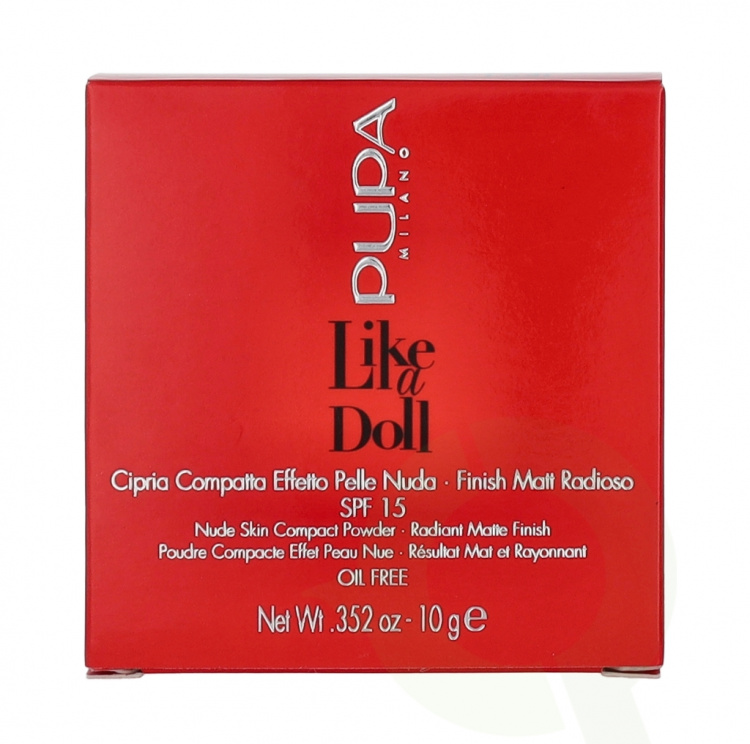 PUPA
MILANO
Like
a
Doll
Cipria Compatta Effetto Pelle Nuda · Finish Matt Radioso
SPF 15
Nude Skin Compact Powder · Radiant Matte Finish
Poudre Compacte Effet Peau Nue · Résultat Mat et Rayonnant
OIL FREE
Net Wt .352 oz - 10 g e